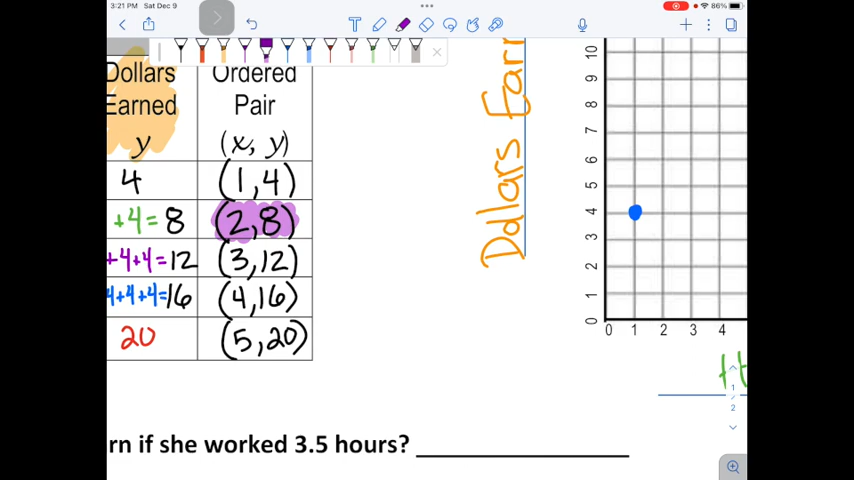 3:21 PM Sat Dec 9
86%
T
Dollars Ordered
Earned Pair
y (x, y)
4 (1,4)
+4=8 (2,8)
+4+4=12 (3,12)
4+4+4=16 (4,16)
20 (5,20)
Dollars Earn
10
9
8
7
6
5
4
3
2
1
0
0 1 2 3 4
1
2
rn if she worked 3.5 hours? ____________